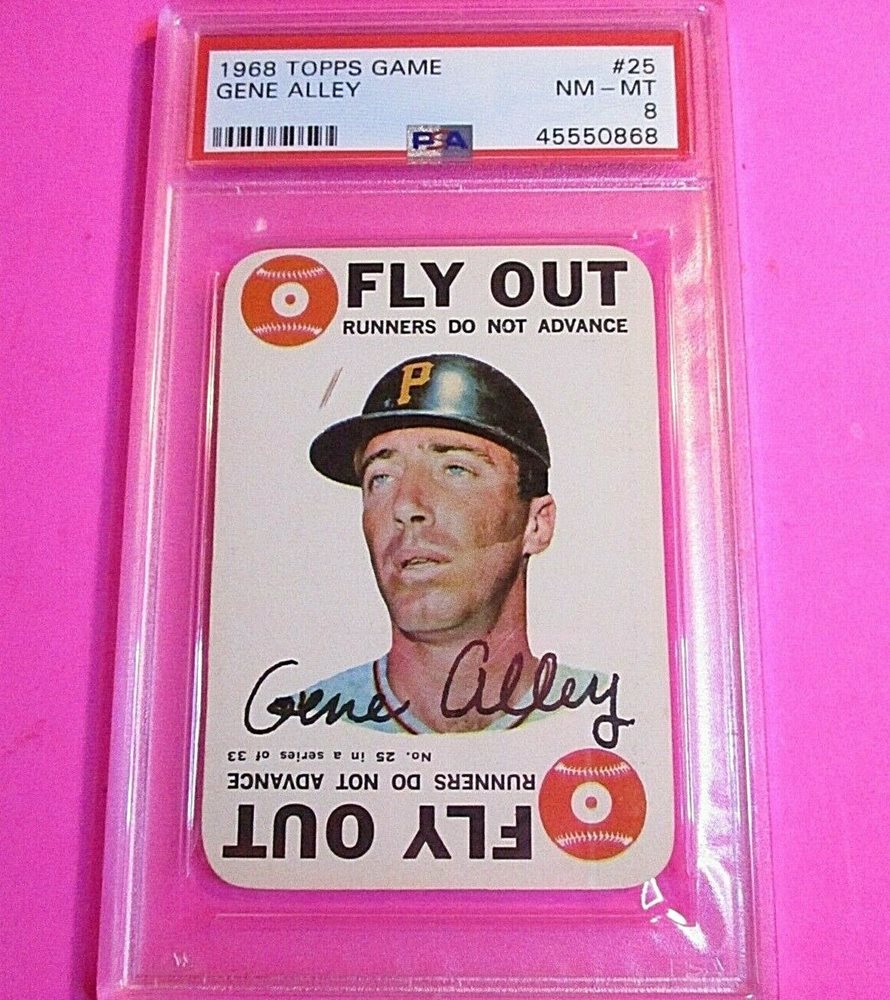 1968 TOPPS GAME #25
GENE ALLEY NM - MT
8
PSA 45550868
FLY OUT
RUNNERS DO NOT ADVANCE
P
Gene Alley
No. 25 in a series of 33
RUNNERS DO NOT ADVANCE
FLY OUT